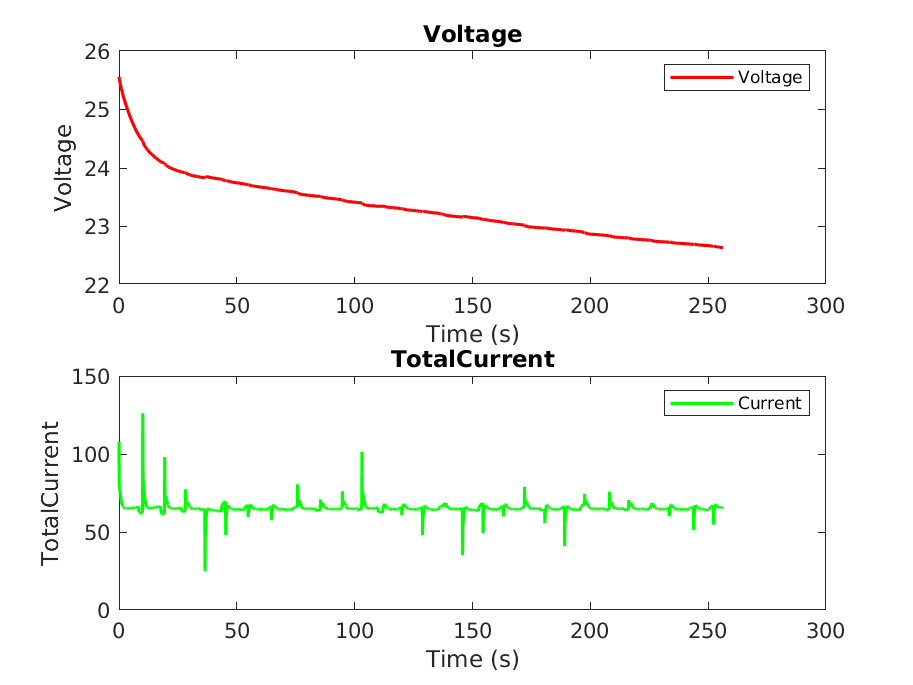 Voltage
26
25
24
23
22
Voltage
Voltage
0 50 100 150 200 250 300
Time (s)
TotalCurrent
150
100
50
0
TotalCurrent
Current
0 50 100 150 200 250 300
Time (s)